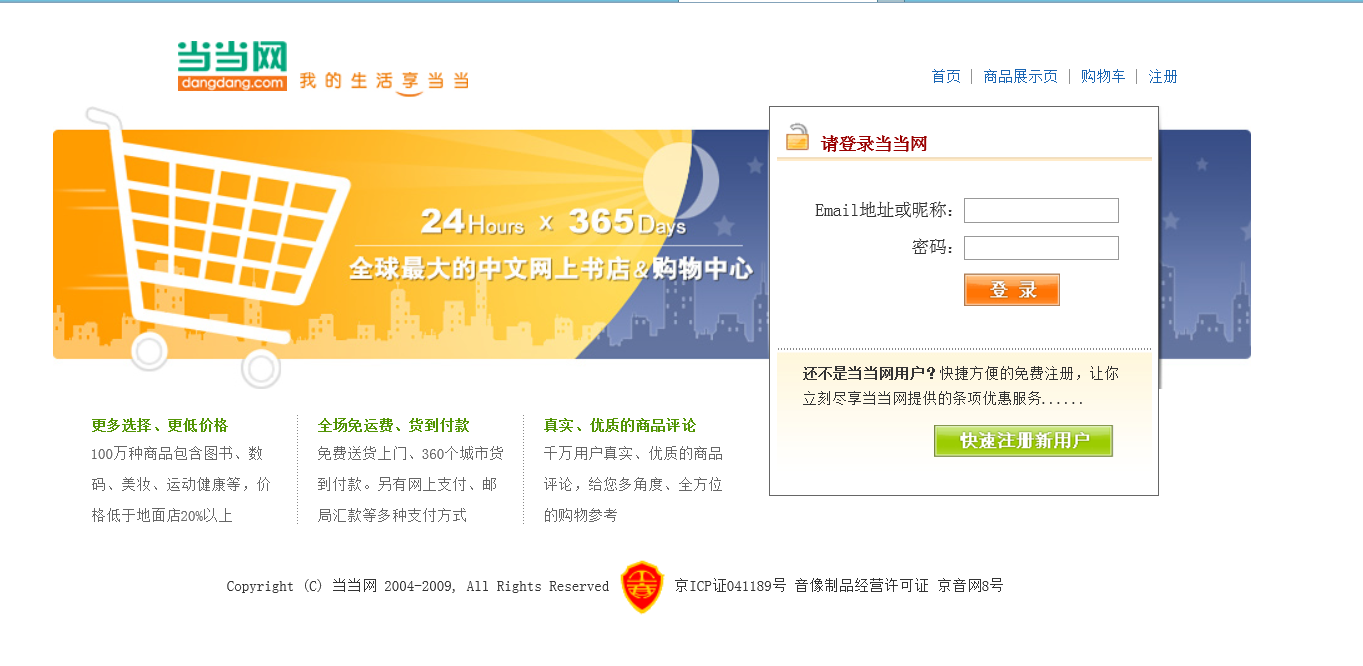 当当网
dangdang.com 我的生活享当当
首页 | 商品展示页 | 购物车 | 注册
24Hours x 365Days
全球最大的中文网上书店&购物中心
请登录当当网
Email地址或昵称:
密码:
登 录
还不是当当网用户？快捷方便的免费注册，让你
立刻尽享当当网提供的条项优惠服务......
快速注册新用户
更多选择、更低价格
100万种商品包含图书、数
码、美妆、运动健康等，价
格低于地面店20%以上
全场免运费、货到付款
免费送货上门、360个城市货
到付款。另有网上支付、邮
局汇款等多种支付方式
真实、优质的商品评论
千万用户真实、优质的商品
评论，给您多角度、全方位
的购物参考
Copyright (C) 当当网 2004-2009, All Rights Reserved 京ICP证041189号 音像制品经营许可证 京音网8号